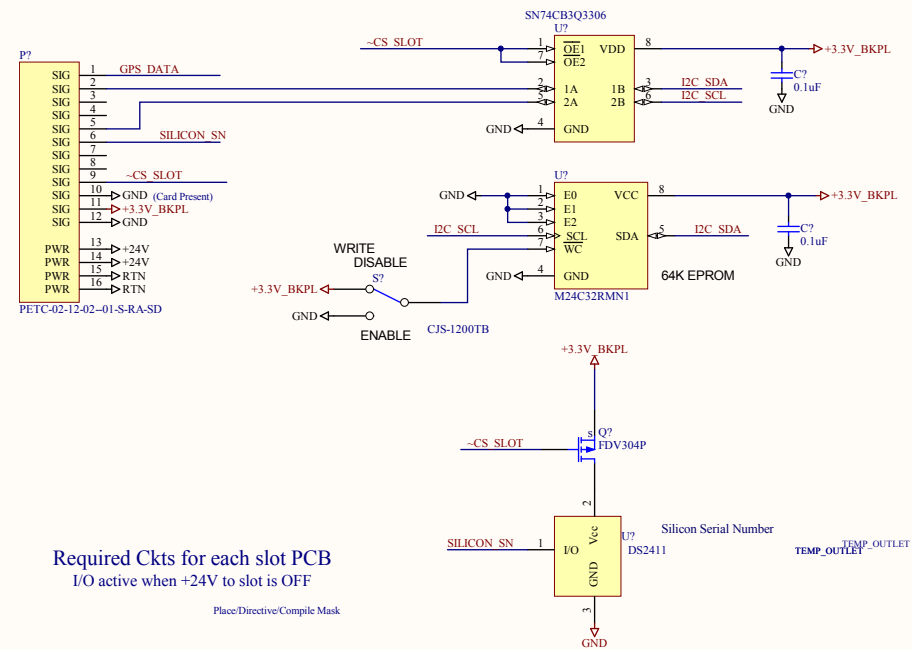 SN74CB3Q3306
U?
~CS_SLOT
1
OE1
VDD
8
+3.3V_BKPL
7
OE2
C?
0.1uF
GND
2
1A
1B
3
I2C_SDA
5
2A
2B
6
I2C_SCL
GND
4
GND
P?
SIG
1
GPS_DATA
SIG
2
SIG
3
SIG
4
SIG
5
SIG
6
SILICON_SN
SIG
7
SIG
8
SIG
9
~CS_SLOT
SIG
10
GND (Card Present)
SIG
11
+3.3V_BKPL
SIG
12
GND
PWR
13
+24V
PWR
14
+24V
PWR
15
RTN
PWR
16
RTN
PETC-02-12-02--01-S-RA-SD
U?
GND
1
E0
VCC
8
+3.3V_BKPL
2
E1
3
E2
C?
0.1uF
GND
I2C_SCL
6
SCL
SDA
5
I2C_SDA
7
WC
GND
4
GND
64K EPROM
M24C32RMN1
WRITE
DISABLE
S?
+3.3V_BKPL
GND
CJS-1200TB
ENABLE
+3.3V_BKPL
~CS_SLOT
S
Q?
FDV304P
2
Vcc
U?
DS2411
Silicon Serial Number
SILICON_SN
1
I/O
GND
3
GND
TEMP_OUTLET
TEMP_OUTLET
Required Ckts for each slot PCB
I/O active when +24V to slot is OFF
Place/Directive/Compile Mask